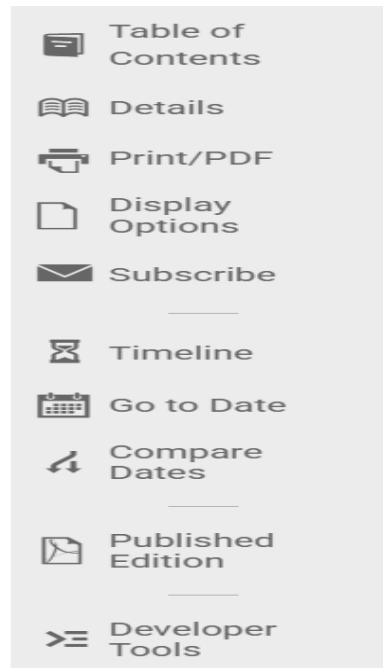 Table of
Contents
Details
Print/PDF
Display
Options
Subscribe
Timeline
Go to Date
Compare
Dates
Published
Edition
Developer
Tools